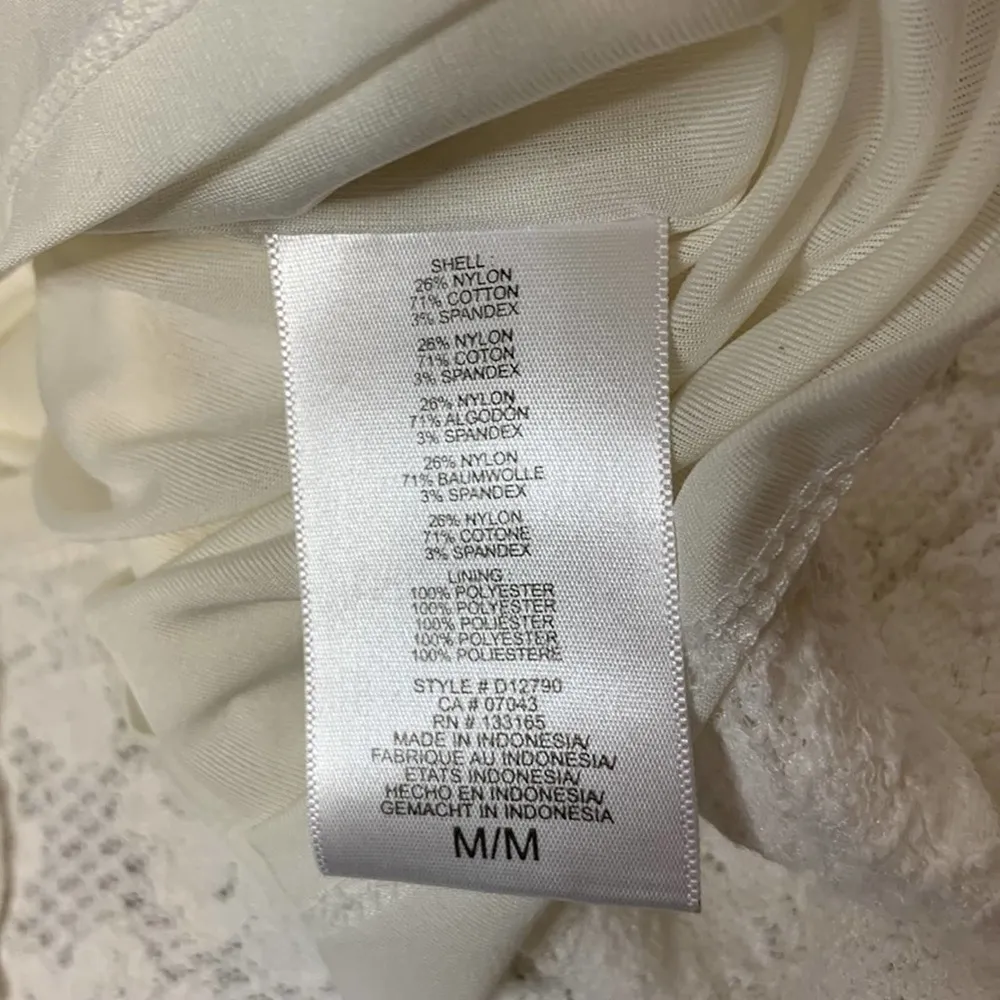 SHELL :
26% NYLON
71% COTTON
3% SPANDEX
26% NYLON
71% COTON
3% SPANDEX
26% NYLON
71% ALGODÓN
3% SPANDEX
26% NYLON
71% BAUMWOLLE
3% SPANDEX
26% NYLON
71% COTONE
3% SPANDEX
LINING :
100% POLYESTER
100% POLYESTER
100% POLIÉSTER
100% POLYESTER
100% POLIESTERE
STYLE # D12790
CA # 07043
RN # 133165
MADE IN INDONESIA/
FABRIQUE AU INDONESIA/
ETATS INDONESIA/
HECHO EN INDONESIA/
GEMACHT IN INDONESIA
M/M